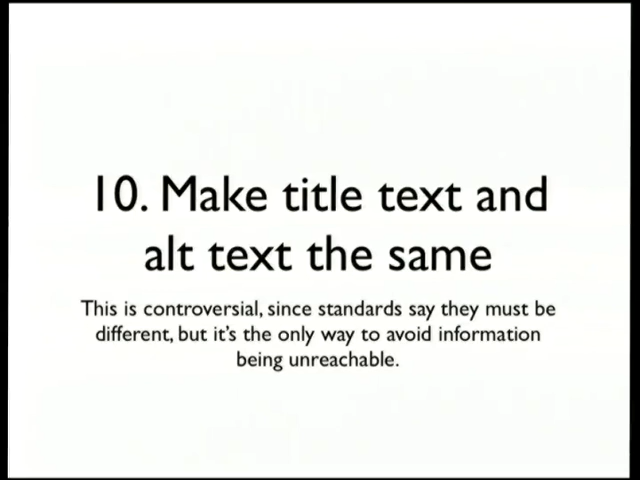 10. Make title text and
alt text the same
This is controversial, since standards say they must be
different, but it's the only way to avoid information
being unreachable.